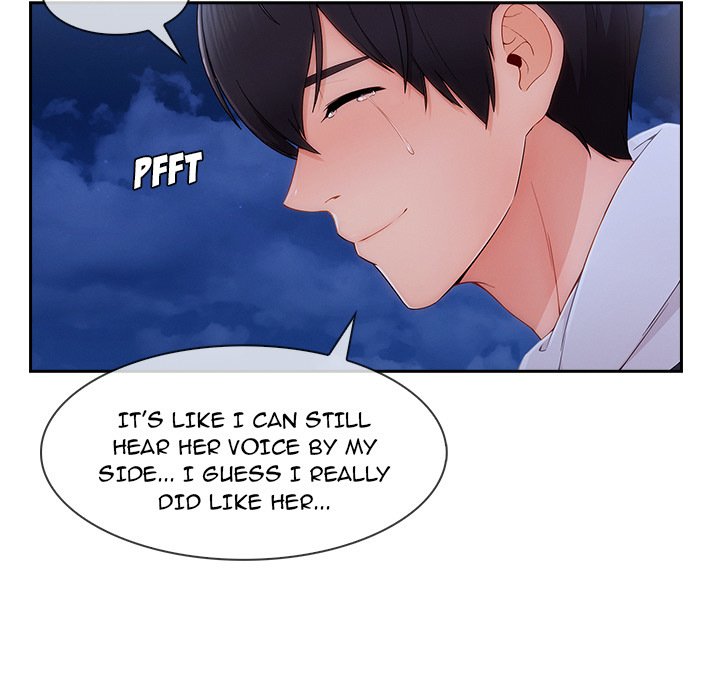 PFFT
IT'S LIKE I CAN STILL
HEAR HER VOICE BY MY
SIDE... I GUESS I REALLY
DID LIKE HER...